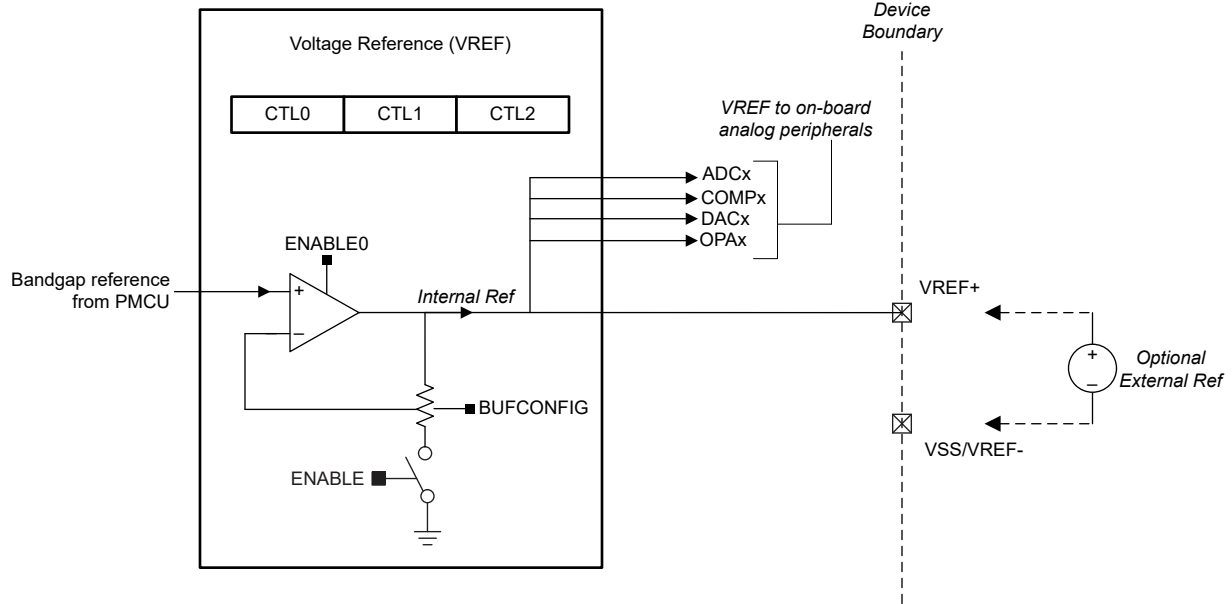 Device
Boundary
Voltage Reference (VREF)
CTL0 CTL1 CTL2
VREF to on-board
analog peripherals
ADCx
COMPx
DACx
OPAx
ENABLE0
Bandgap reference
from PMCU
+
–
Internal Ref
VREF+
+
–
Optional
External Ref
BUFCONFIG
VSS/VREF-
ENABLE